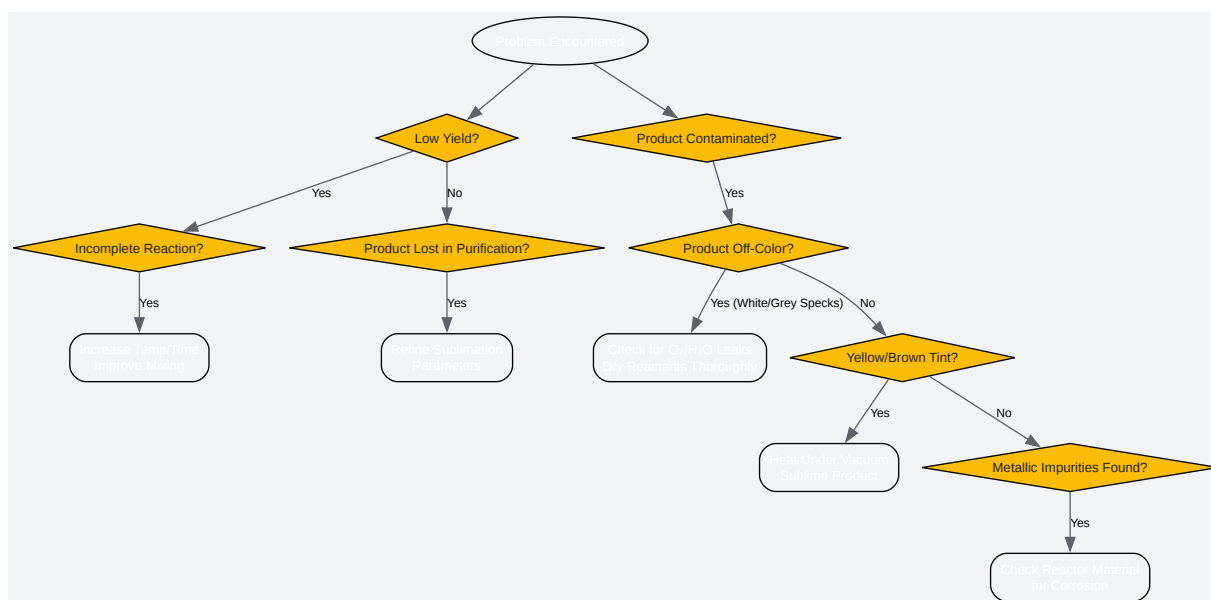 Problem Encountered
Low Yield?
Product Contaminated?
Yes
No
Yes
Incomplete Reaction?
Product Lost in Purification?
Product Off-Color?
Yes
Yes
Yes (White/Grey Specks)
No
Increase Temp/Time
Improve Mixing
Refine Sublimation
Parameters
Check for O₂/H₂O Leaks
Dry Reactants Thoroughly
Yellow/Brown Tint?
Yes
No
Heat Under Vacuum
Sublime Product
Metallic Impurities Found?
Yes
Check Reactor Material
for Corrosion